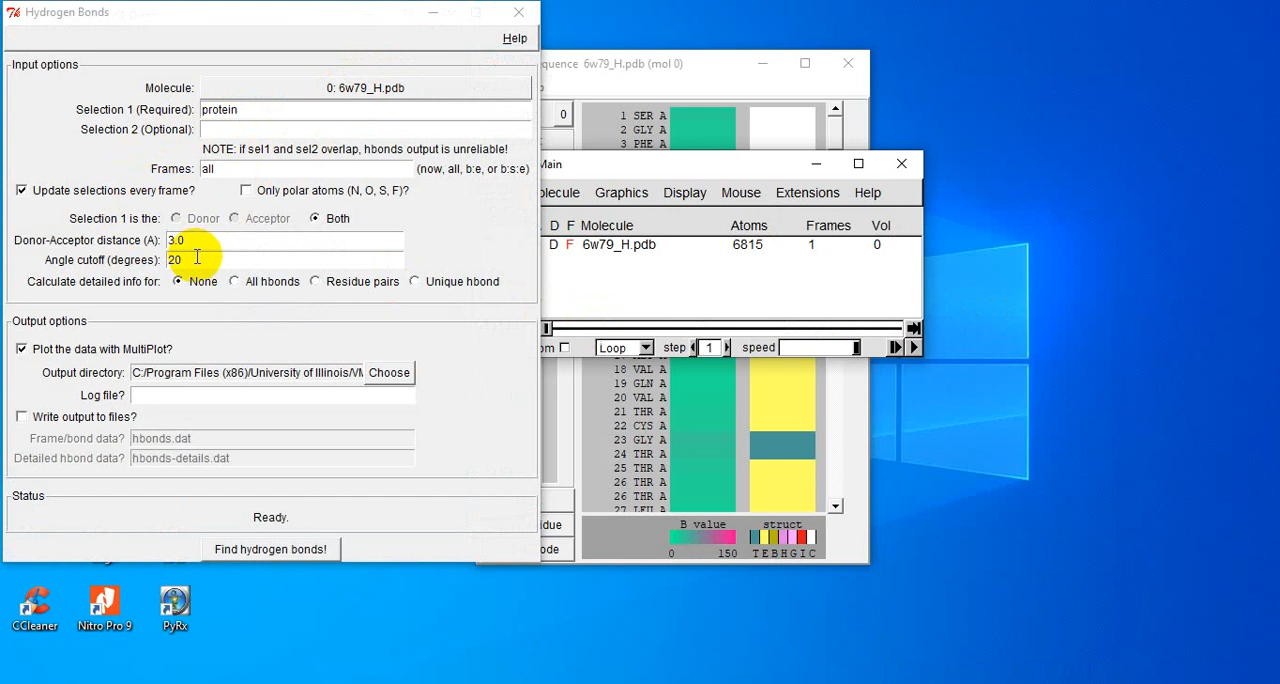 Hydrogen Bonds
Help
Input options
Molecule: 0: 6w79_H.pdb
Selection 1 (Required): protein
Selection 2 (Optional):
NOTE: if sel1 and sel2 overlap, hbonds output is unreliable!
Frames: all (now, all, b:e, or b:s:e)
Update selections every frame? Only polar atoms (N, O, S, F)?
Selection 1 is the: Donor Acceptor Both
Donor-Acceptor distance (A): 3.0
Angle cutoff (degrees): 20
Calculate detailed info for: None All hbonds Residue pairs Unique hbond
Output options
Plot the data with MultiPlot?
Output directory: C:/Program Files (x86)/University of Illinois/VM Choose
Log file?
Write output to files?
Frame/bond data? hbonds.dat
Detailed hbond data? hbonds-details.dat
Status
Ready.
Find hydrogen bonds!
quence 6w79_H.pdb (mol 0)
0
1 SER A
2 GLY A
3 PHE A
Main
olecule Graphics Display Mouse Extensions Help
D F Molecule Atoms Frames Vol
D F 6w79_H.pdb 6815 1 0
om Loop step 1 speed
18 VAL A
19 GLN A
20 VAL A
21 THR A
22 CYS A
23 GLY A
24 THR A
25 THR A
26 THR A
26 THR A
27 LEU A
idue
ode
B value struct
0 150 T E B H G I C
CCleaner
Nitro Pro 9
PyRx